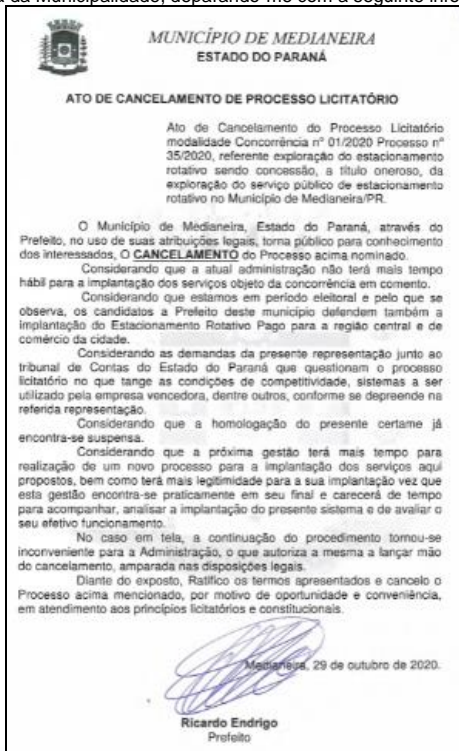 MUNICÍPIO DE MEDIANEIRA
ESTADO DO PARANÁ
ATO DE CANCELAMENTO DE PROCESSO LICITATÓRIO
Ato de Cancelamento do Processo Licitatório
modalidade Concorrência nº 01/2020 Processo nº
35/2020, referente exploração do estacionamento
rotativo sendo concessão, a título oneroso, da
exploração do serviço público de estacionamento
rotativo no Município de Medianeira/PR.
O Município de Medianeira, Estado do Paraná, através do
Prefeito, no uso de suas atribuições legais, torna público para conhecimento
dos interessados, O CANCELAMENTO do Processo acima nominado.
Considerando que a atual administração não terá mais tempo
hábil para a implantação dos serviços objeto da concorrência em comento.
Considerando que estamos em período eleitoral e pelo que se
observa, os candidatos a Prefeito deste município defendem também a
implantação do Estacionamento Rotativo Pago para a região central e de
comércio da cidade.
Considerando as demandas da presente representação junto ao
tribunal de Contas do Estado do Paraná que questionam o processo
licitatório no que tange as condições de competitividade, sistemas a ser
utilizado pela empresa vencedora, dentre outros, conforme se depreende na
referida representação.
Considerando que a homologação do presente certame já
encontra-se suspensa.
Considerando que a próxima gestão terá mais tempo para
realização de um novo processo para a implantação dos serviços aqui
propostos, bem como terá mais legitimidade para a sua implantação vez que
esta gestão encontra-se praticamente em seu final e carecerá de tempo
para acompanhar, analisar a implantação do presente sistema e de avaliar o
seu efetivo funcionamento.
No caso em tela, a continuação do procedimento tornou-se
inconveniente para a Administração, o que autoriza a mesma a lançar mão
do cancelamento, amparada nas disposições legais.
Diante do exposto, Ratifico os termos apresentados e cancelo o
Processo acima mencionado, por motivo de oportunidade e conveniência,
em atendimento aos princípios licitatórios e constitucionais.
Medianeira, 29 de outubro de 2020.
Ricardo Endrigo
Prefeito